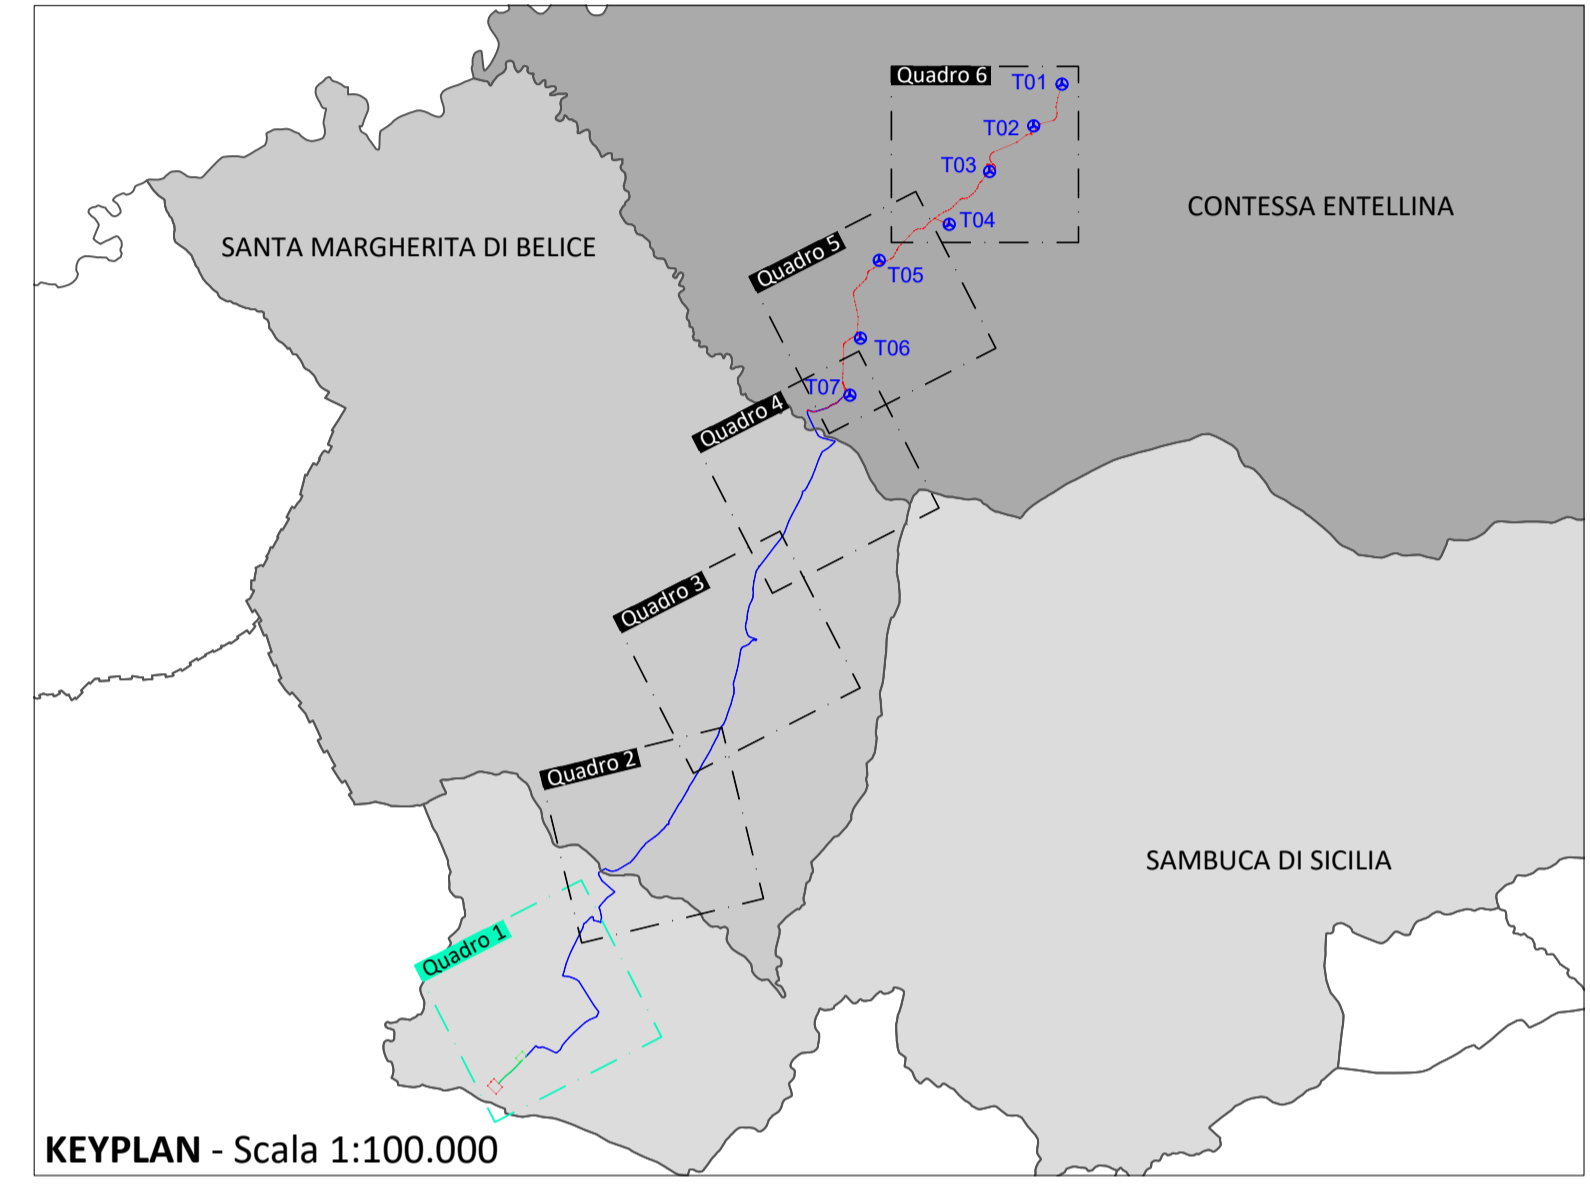 Quadro 6
T01
T02
T03
CONTESSA ENTELLINA
T04
SANTA MARGHERITA DI BELICE
Quadro 5
T05
T06
T07
Quadro 4
Quadro 3
Quadro 2
SAMBUCA DI SICILIA
Quadro 1
KEYPLAN - Scala 1:100.000